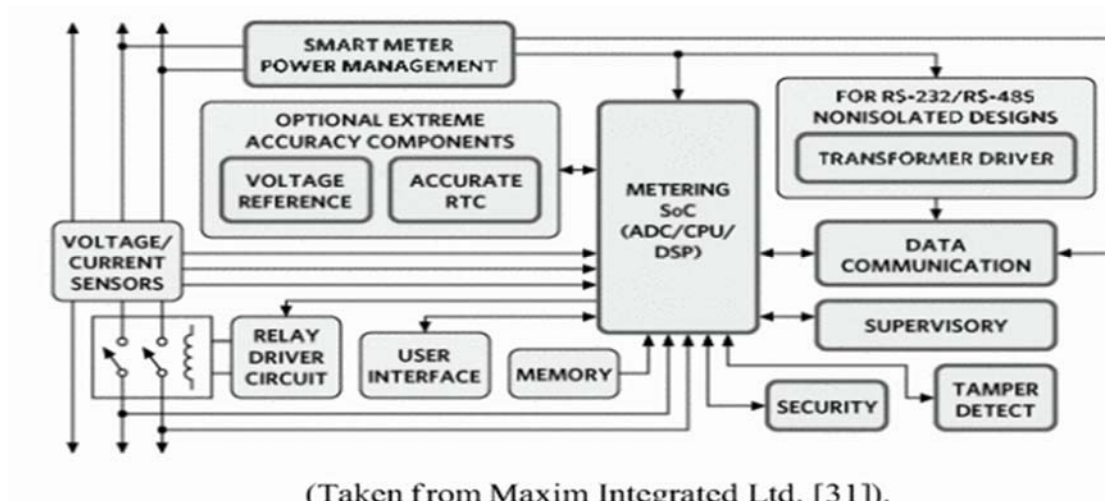 SMART METER
POWER MANAGEMENT
FOR RS-232/RS-485
NONISOLATED DESIGNS
TRANSFORMER DRIVER
OPTIONAL EXTREME
ACCURACY COMPONENTS
VOLTAGE
REFERENCE
ACCURATE
RTC
METERING
SoC
(ADC/CPU/
DSP)
VOLTAGE/
CURRENT
SENSORS
DATA
COMMUNICATION
RELAY
DRIVER
CIRCUIT
USER
INTERFACE
MEMORY
SUPERVISORY
SECURITY
TAMPER
DETECT
(Taken from Maxim Integrated Ltd. [31]).